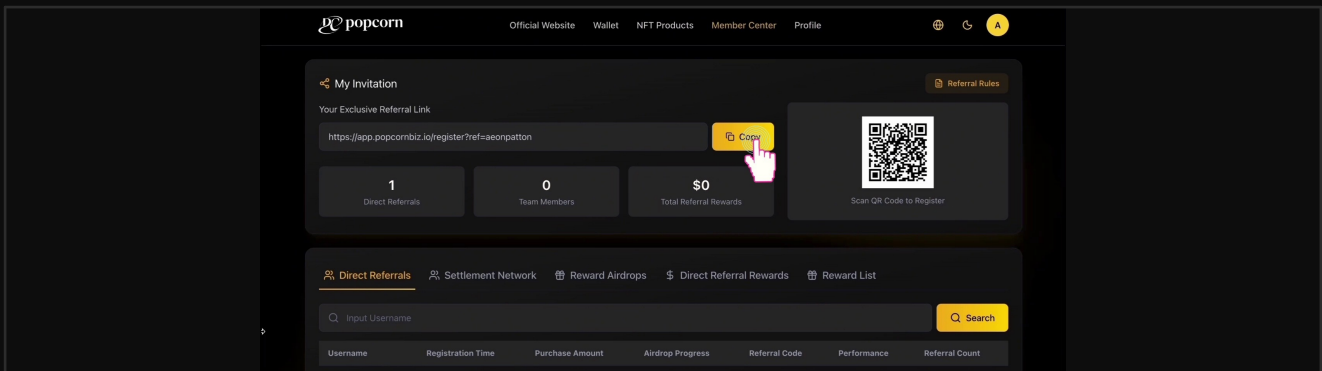 popcorn
Official Website Wallet NFT Products Member Center Profile A
My Invitation
Referral Rules
Your Exclusive Referral Link
https://app.popcornbiz.io/register?ref=aeonpatton
Copy
1
Direct Referrals
0
Team Members
$0
Total Referral Rewards
Scan QR Code to Register
Direct Referrals Settlement Network Reward Airdrops Direct Referral Rewards Reward List
Input Username
Search
Username Registration Time Purchase Amount Airdrop Progress Referral Code Performance Referral Count